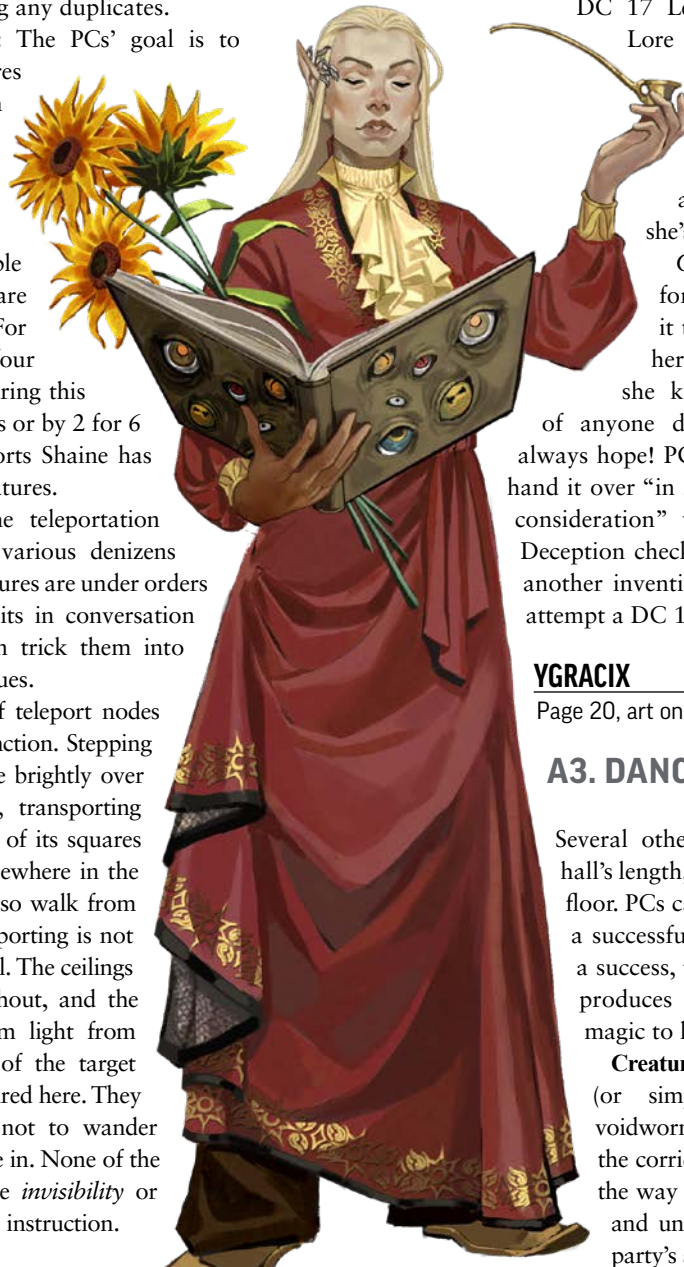 ng any duplicates.
: The PCs’ goal is to
res
ble
are
For
four
ring this
s or by 2 for 6
orts Shaine has
tures.
ne teleportation
various denizens
ures are under orders
its in conversation
n trick them into
ues.
f teleport nodes
nction. Stepping
e brightly over
, transporting
of its squares
ewhere in the
so walk from
porting is not
l. The ceilings
hout, and the
m light from
of the target
red here. They
not to wander
e in. None of the
e invisibility or
instruction.
DC 17 Le
Lore
a
she’s
for
it t
her
she k
of anyone d
always hope! PC
hand it over “in
consideration”
Deception check
another inventi
attempt a DC 1
YGRACIX
Page 20, art on
A3. DANC
Several othe
hall’s length,
floor. PCs c
a successfu
a success,
produces
magic to
Creatur
(or sim
voidworn
the corrie
the way
and un
party’s